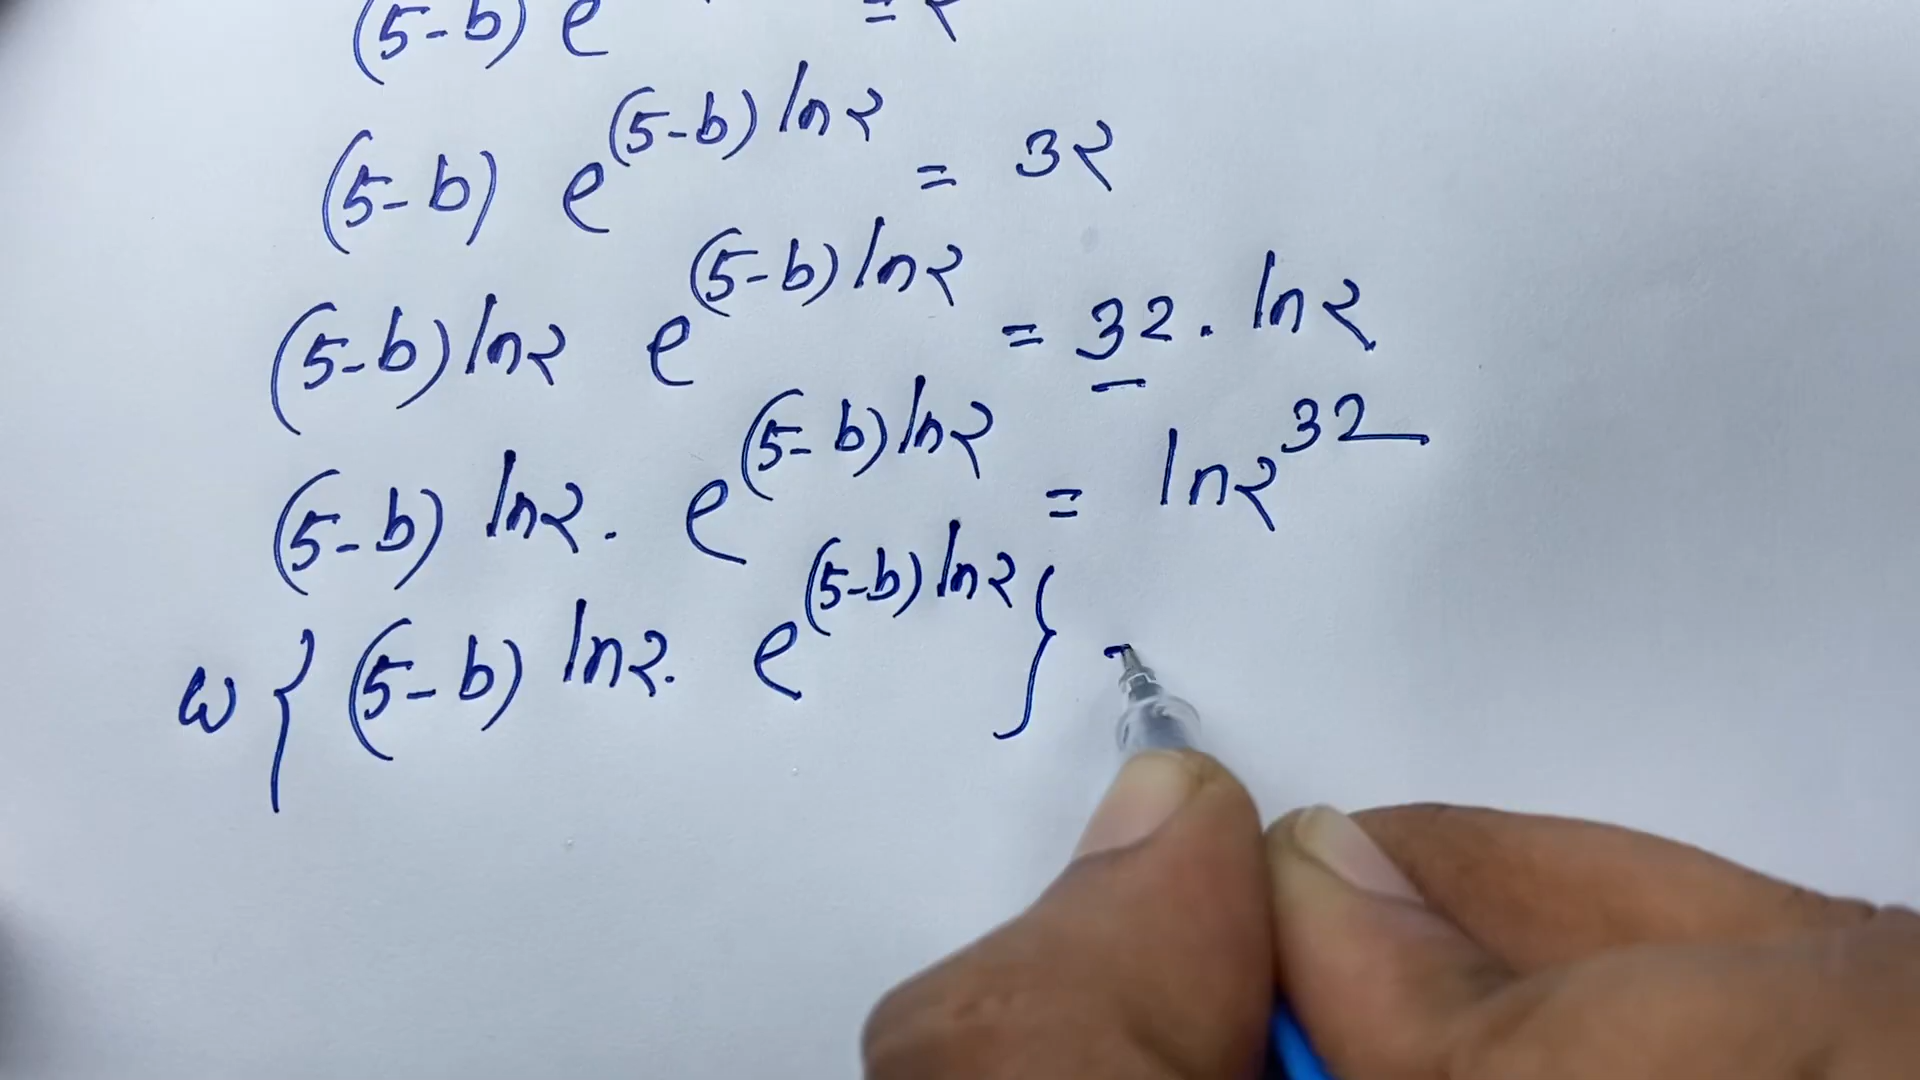 (5-b) e = 2
(5-b) e^(5-b) ln2 = 32
(5-b) ln2 e^(5-b) ln2 = 32 . ln2
(5-b) ln2 . e^(5-b) ln2 = ln2^32
W { (5-b) ln2 . e^(5-b) ln2 } -